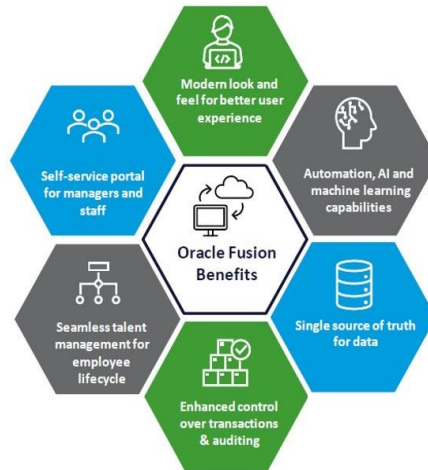 Modern look and
feel for better user
experience
Self-service portal
for managers and
staff
Automation, AI and
machine learning
capabilities
Oracle Fusion
Benefits
Seamless talent
management for
employee
lifecycle
Single source of truth
for data
Enhanced control
over transactions
& auditing